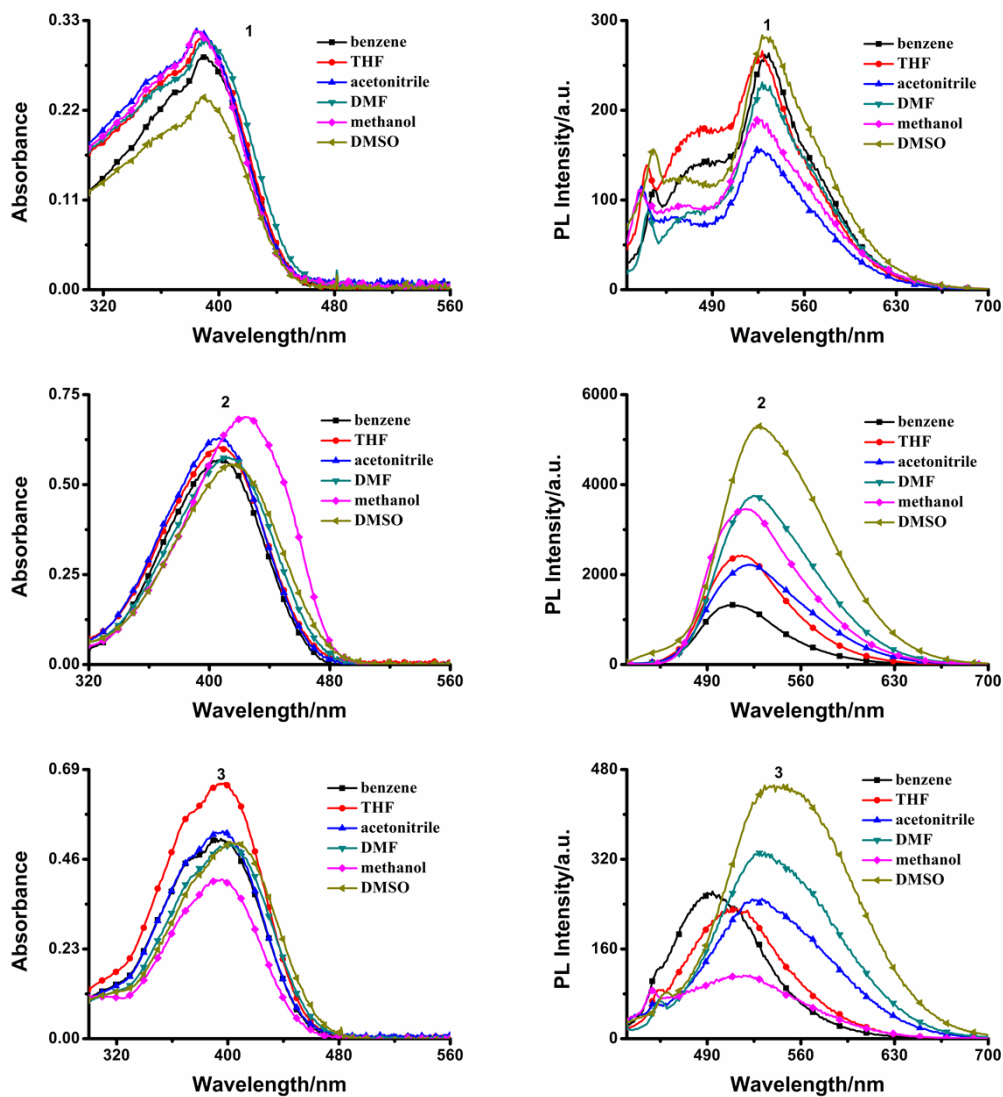 1
benzene
THF
acetonitrile
DMF
methanol
DMSO
Absorbance
0.33
0.22
0.11
0.00
320 400 480 560
Wavelength/nm
1
benzene
THF
acetonitrile
DMF
methanol
DMSO
PL Intensity/a.u.
300
200
100
0
490 560 630 700
Wavelength/nm
2
benzene
THF
acetonitrile
DMF
methanol
DMSO
Absorbance
0.75
0.50
0.25
0.00
320 400 480 560
Wavelength/nm
2
benzene
THF
acetonitrile
DMF
methanol
DMSO
PL Intensity/a.u.
6000
4000
2000
0
490 560 630 700
Wavelength/nm
3
benzene
THF
acetonitrile
DMF
methanol
DMSO
Absorbance
0.69
0.46
0.23
0.00
320 400 480 560
Wavelength/nm
3
benzene
THF
acetonitrile
DMF
methanol
DMSO
PL Intensity/a.u.
480
320
160
0
490 560 630 700
Wavelength/nm